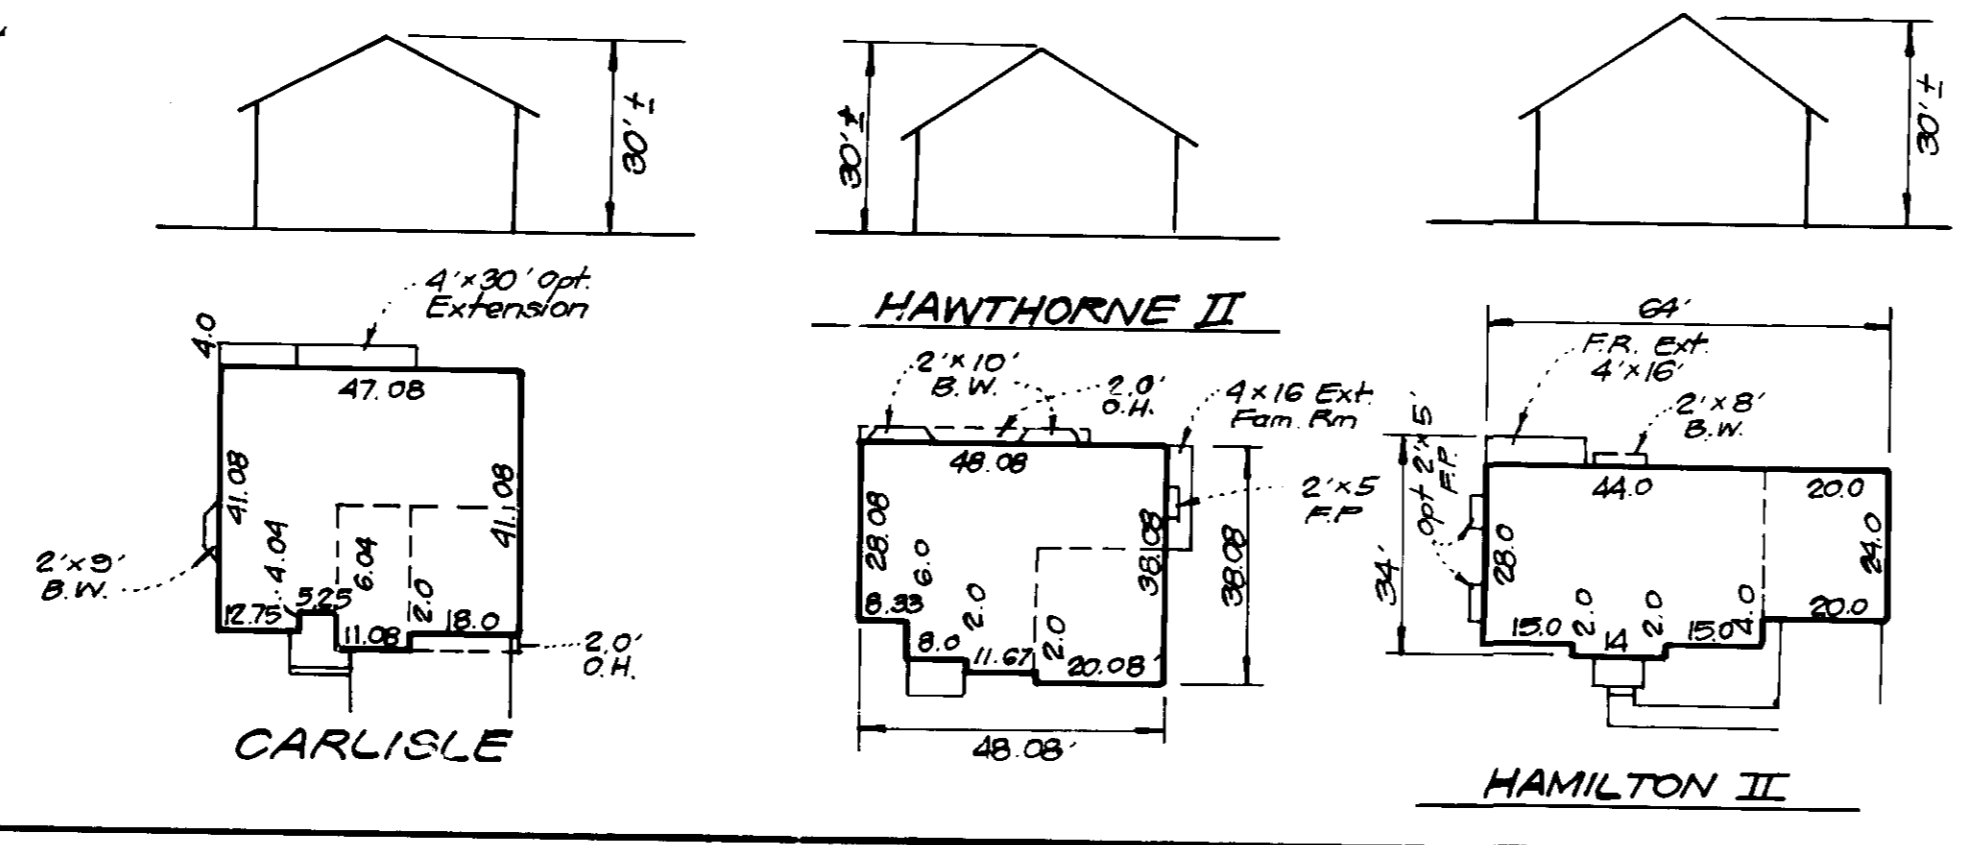 30' ±
4'×30' Opt.
Extension
4.0
47.08
41.08
41.08
2'×9'
B.W.
4.04
6.04
5.25
12.75
11.08
2.0
18.0
2.0'
O.H.
CARLISLE
30' ±
HAWTHORNE II
2'×10'
B.W.
2.0'
O.H.
4×16 Ext.
Fam. Rm
48.08
28.08
6.0
38.08
38.08
2'×5
F.P
8.33
8.0
2.0
11.67
2.0
20.08'
48.08'
30' ±
64'
F.R. Ext.
4'×16'
2'×8'
B.W.
Opt 2'×5'
F.P.
34'
44.0
20.0
28.0
24.0
15.0
2.0
14
2.0
15.0
4.0
20.0
HAMILTON II